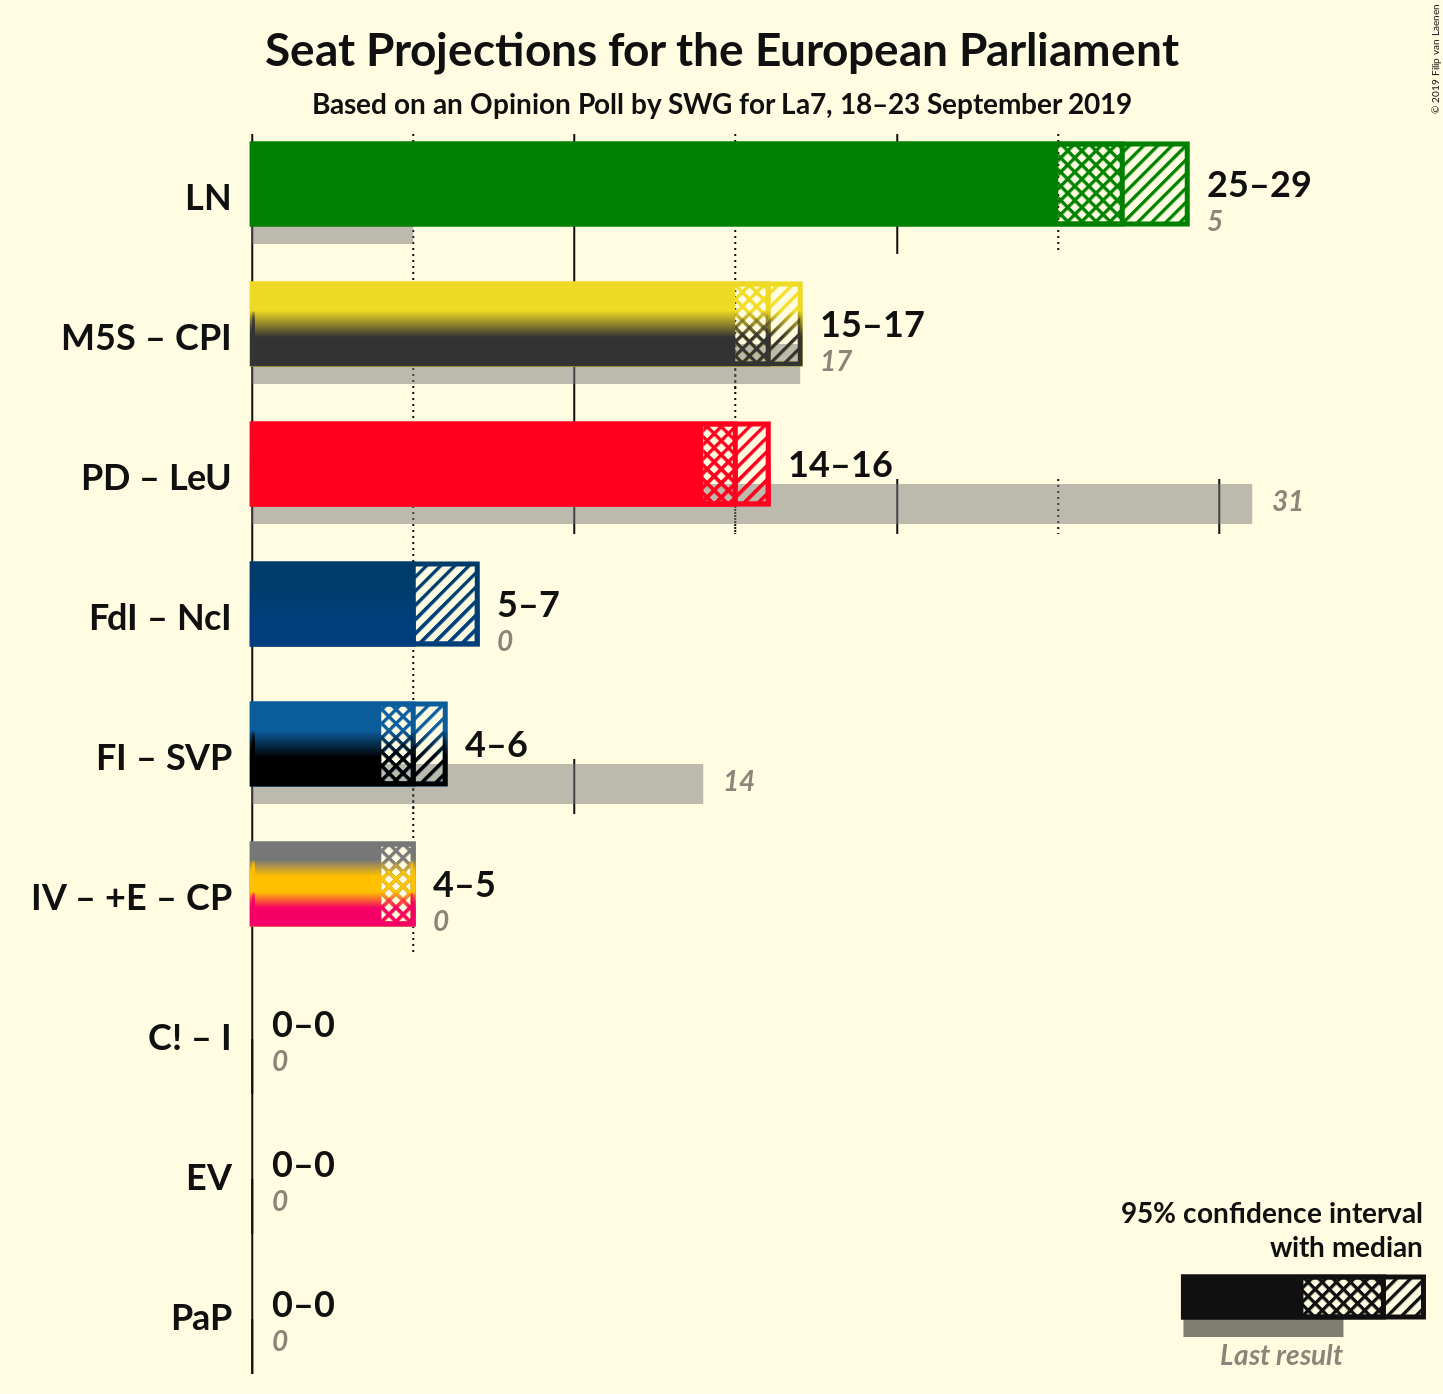 Seat Projections for the European Parliament
Based on an Opinion Poll by SWG for La7, 18–23 September 2019
© 2019 Filip van Laenen
LN
25–29
5
M5S – CPI
15–17
17
PD – LeU
14–16
31
FdI – NcI
5–7
0
FI – SVP
4–6
14
IV – +E – CP
4–5
0
C! – I
0–0
0
EV
0–0
0
PaP
0–0
0
95% confidence interval
with median
Last result